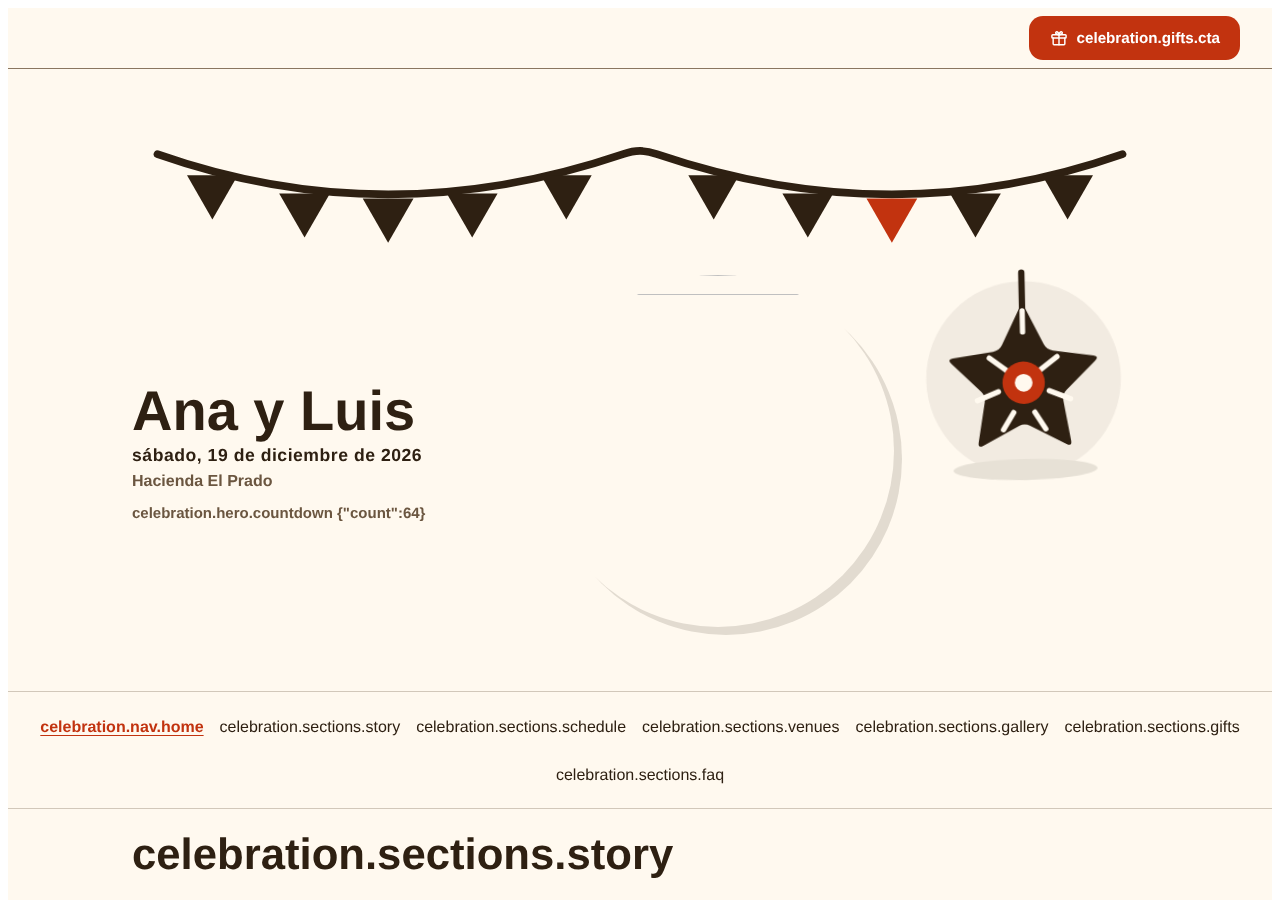 celebration.gifts.cta
Ana y Luis
sábado, 19 de diciembre de 2026
Hacienda El Prado
celebration.hero.countdown {"count":64}
celebration.nav.home celebration.sections.story celebration.sections.schedule celebration.sections.venues celebration.sections.gallery celebration.sections.gifts
celebration.sections.faq
celebration.sections.story